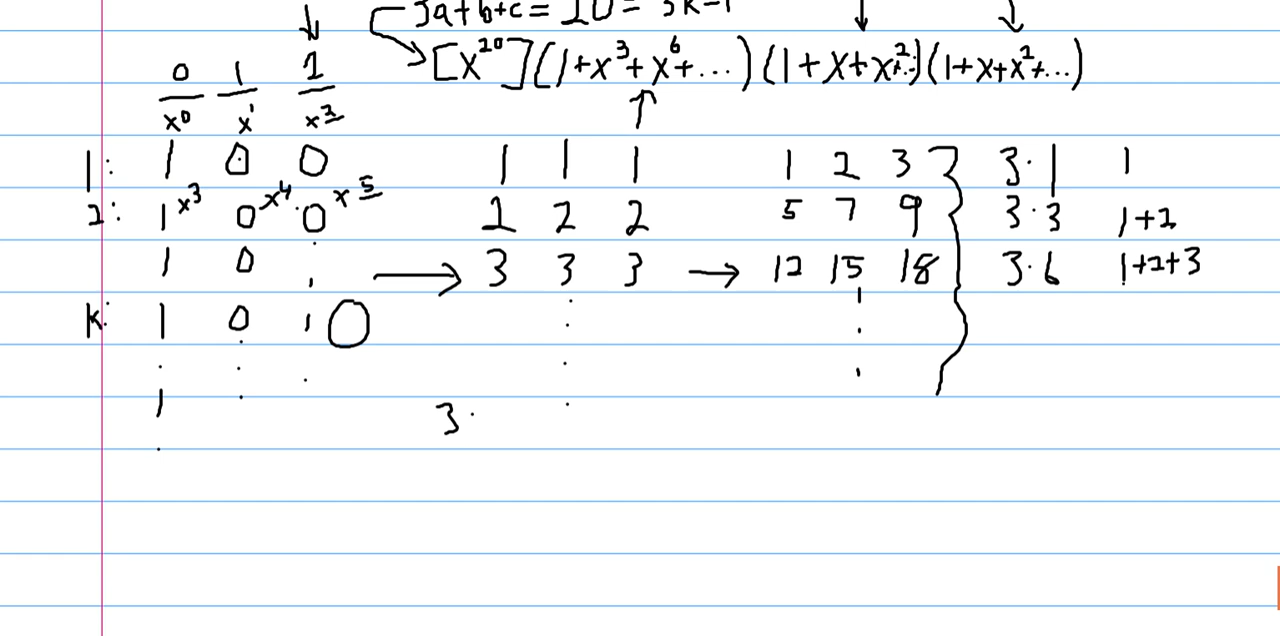 3a+b+c = 20 = 3k-1
[x^20](1+x^3+x^6+...)(1+x+x^2+...)(1+x+x^2+...)
0 1 2
x^0 x^1 x^2
1: 1 0 0 1 1 1 1 2 3 3·1 1
2: 1 x^3 0 x^4 0 x^5 2 2 2 5 7 9 3·3 1+2
1 0 → 3 3 3 → 12 15 18 3·6 1+2+3
k: 1 0 0
1
3·